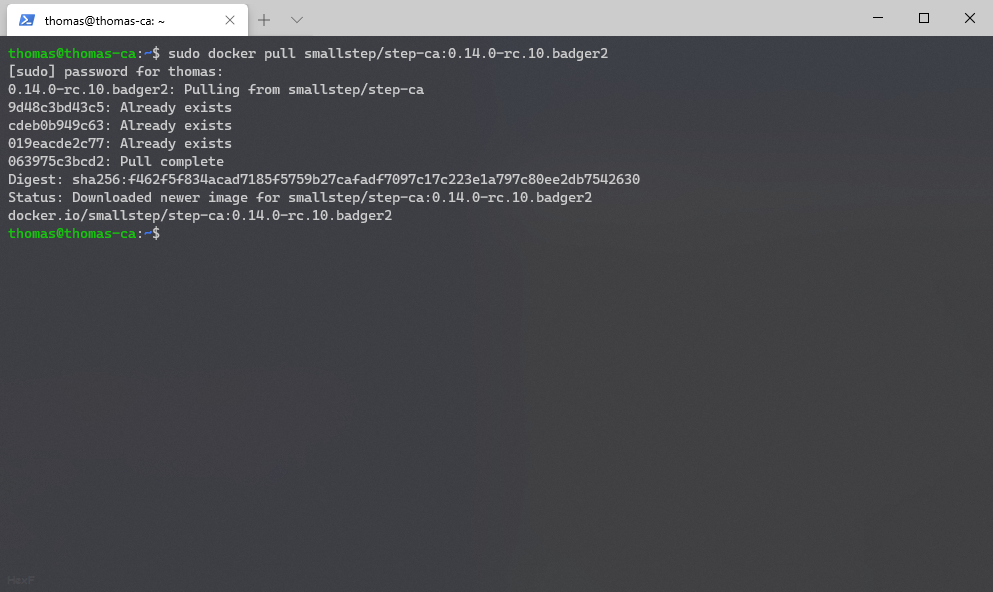 thomas@thomas-ca: ~
thomas@thomas-ca:~$ sudo docker pull smallstep/step-ca:0.14.0-rc.10.badger2
[sudo] password for thomas:
0.14.0-rc.10.badger2: Pulling from smallstep/step-ca
9d48c3bd43c5: Already exists
cdeb0b949c63: Already exists
019eacde2c77: Already exists
063975c3bcd2: Pull complete
Digest: sha256:f462f5f834acad7185f5759b27cafadf7097c17c223e1a797c80ee2db7542630
Status: Downloaded newer image for smallstep/step-ca:0.14.0-rc.10.badger2
docker.io/smallstep/step-ca:0.14.0-rc.10.badger2
thomas@thomas-ca:~$